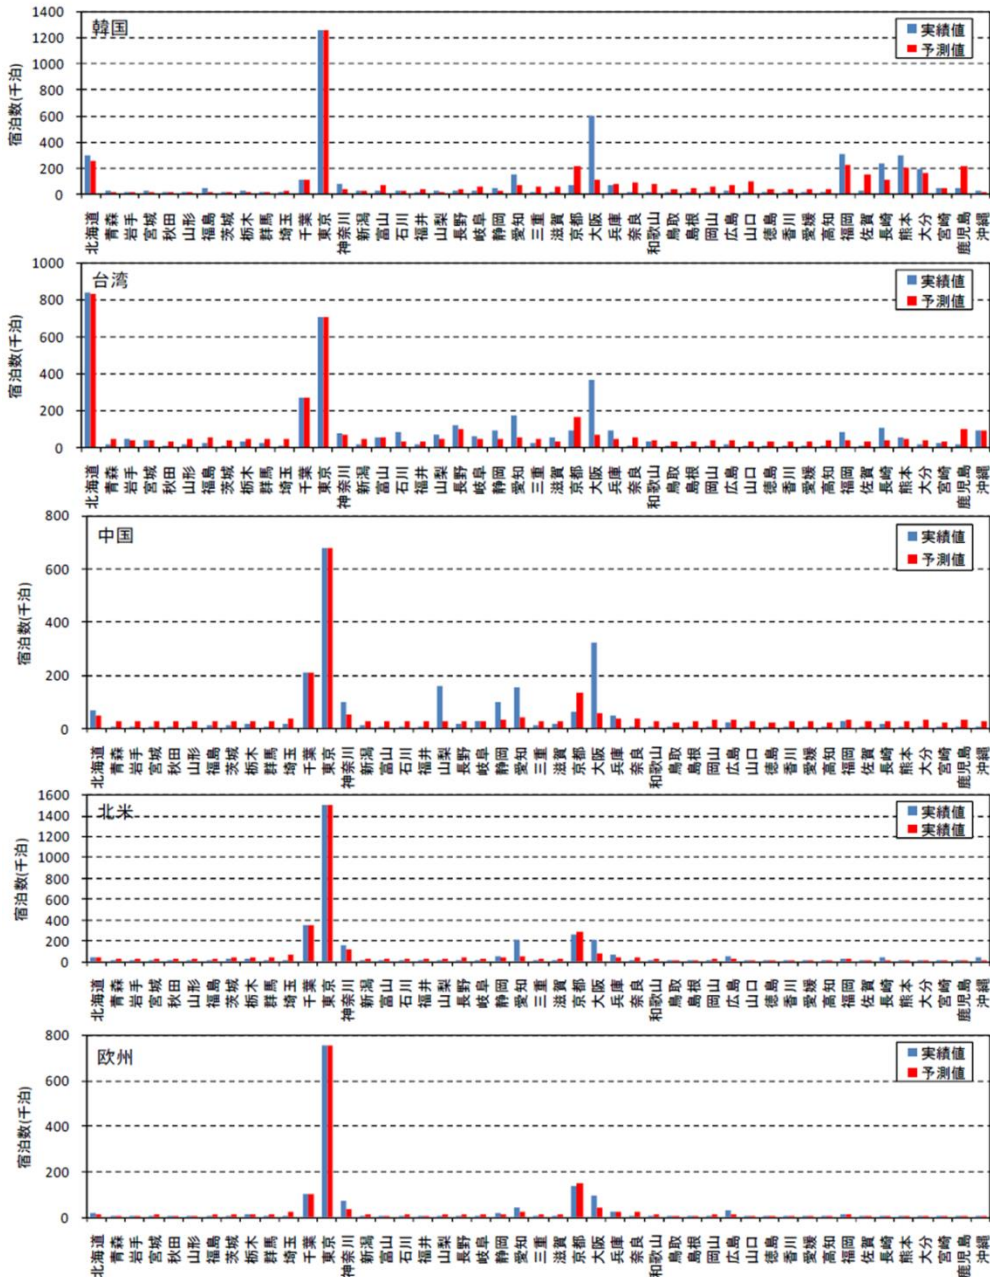 韓国
宿泊数(千泊)
1400
1200
1000
800
600
400
200
0
実績値
予測値
北海道 青森 岩手 宮城 秋田 山形 福島 茨城 栃木 群馬 埼玉 千葉 東京 神奈川 新潟 富山 石川 福井 山梨 長野 岐阜 静岡 愛知 三重 滋賀 京都 大阪 兵庫 奈良 和歌山 鳥取 島根 岡山 広島 山口 徳島 香川 愛媛 高知 福岡 佐賀 長崎 熊本 大分 宮崎 鹿児島 沖縄
台湾
宿泊数(千泊)
1000
800
600
400
200
0
実績値
予測値
北海道 青森 岩手 宮城 秋田 山形 福島 茨城 栃木 群馬 埼玉 千葉 東京 神奈川 新潟 富山 石川 福井 山梨 長野 岐阜 静岡 愛知 三重 滋賀 京都 大阪 兵庫 奈良 和歌山 鳥取 島根 岡山 広島 山口 徳島 香川 愛媛 高知 福岡 佐賀 長崎 熊本 大分 宮崎 鹿児島 沖縄
中国
宿泊数(千泊)
800
600
400
200
0
実績値
予測値
北海道 青森 岩手 宮城 秋田 山形 福島 茨城 栃木 群馬 埼玉 千葉 東京 神奈川 新潟 富山 石川 福井 山梨 長野 岐阜 静岡 愛知 三重 滋賀 京都 大阪 兵庫 奈良 和歌山 鳥取 島根 岡山 広島 山口 徳島 香川 愛媛 高知 福岡 佐賀 長崎 熊本 大分 宮崎 鹿児島 沖縄
北米
宿泊数(千泊)
1600
1400
1200
1000
800
600
400
200
0
実績値
実績値
北海道 青森 岩手 宮城 秋田 山形 福島 茨城 栃木 群馬 埼玉 千葉 東京 神奈川 新潟 富山 石川 福井 山梨 長野 岐阜 静岡 愛知 三重 滋賀 京都 大阪 兵庫 奈良 和歌山 鳥取 島根 岡山 広島 山口 徳島 香川 愛媛 高知 福岡 佐賀 長崎 熊本 大分 宮崎 鹿児島 沖縄
欧州
宿泊数(千泊)
800
600
400
200
0
実績値
予測値
北海道 青森 岩手 宮城 秋田 山形 福島 茨城 栃木 群馬 埼玉 千葉 東京 神奈川 新潟 富山 石川 福井 山梨 長野 岐阜 静岡 愛知 三重 滋賀 京都 大阪 兵庫 奈良 和歌山 鳥取 島根 岡山 広島 山口 徳島 香川 愛媛 高知 福岡 佐賀 長崎 熊本 大分 宮崎 鹿児島 沖縄